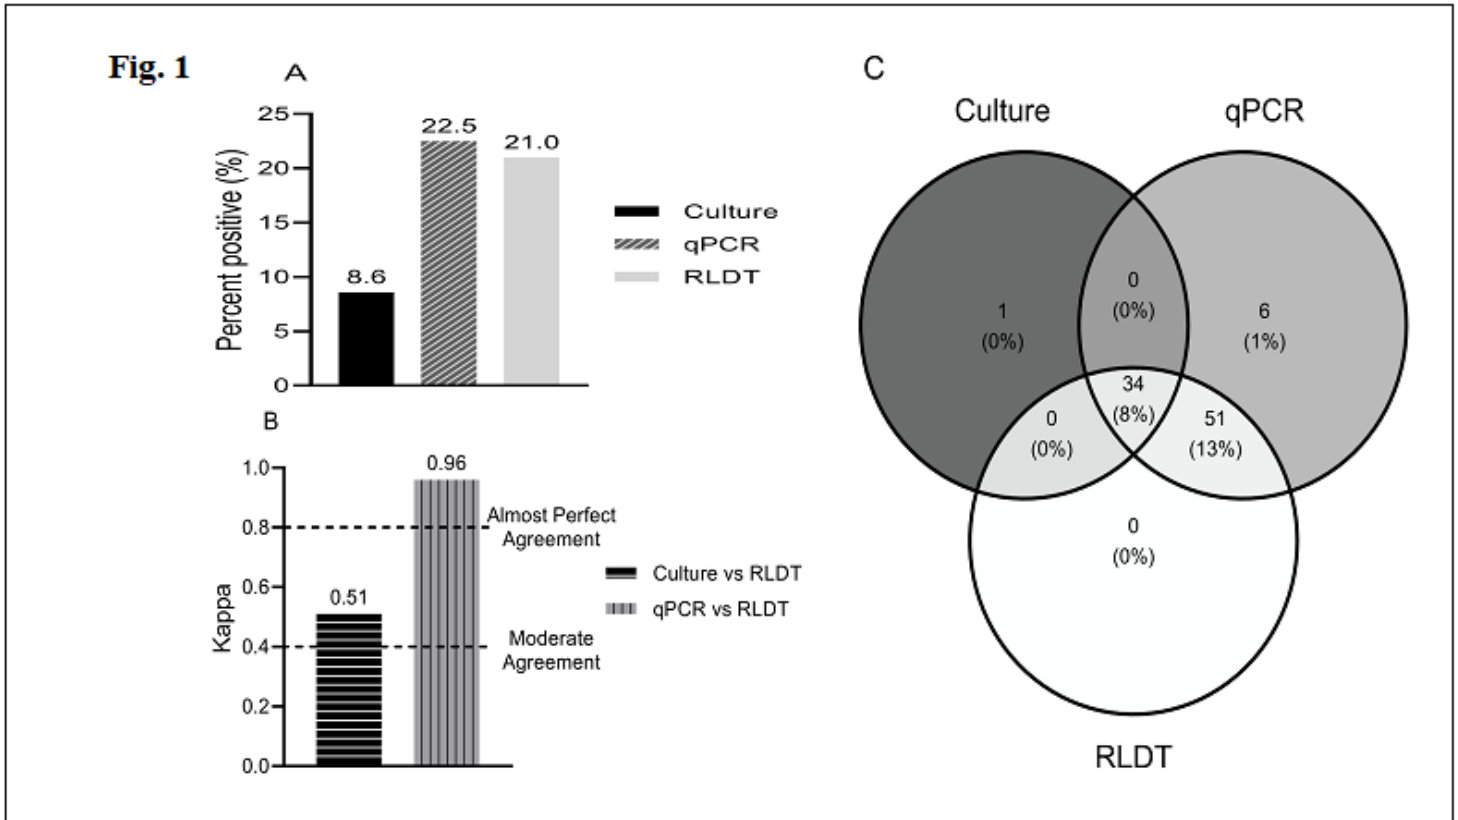 Fig. 1
A
25
20
15
10
5
0
Percent positive (%)
8.6
22.5
21.0
Culture
qPCR
RLDT
B
1.0
0.8
0.6
0.4
0.2
0.0
Kappa
0.51
0.96
Almost Perfect
Agreement
Moderate
Agreement
Culture vs RLDT
qPCR vs RLDT
C
Culture
qPCR
0
(0%)
1
(0%)
6
(1%)
34
(8%)
0
(0%)
51
(13%)
0
(0%)
RLDT